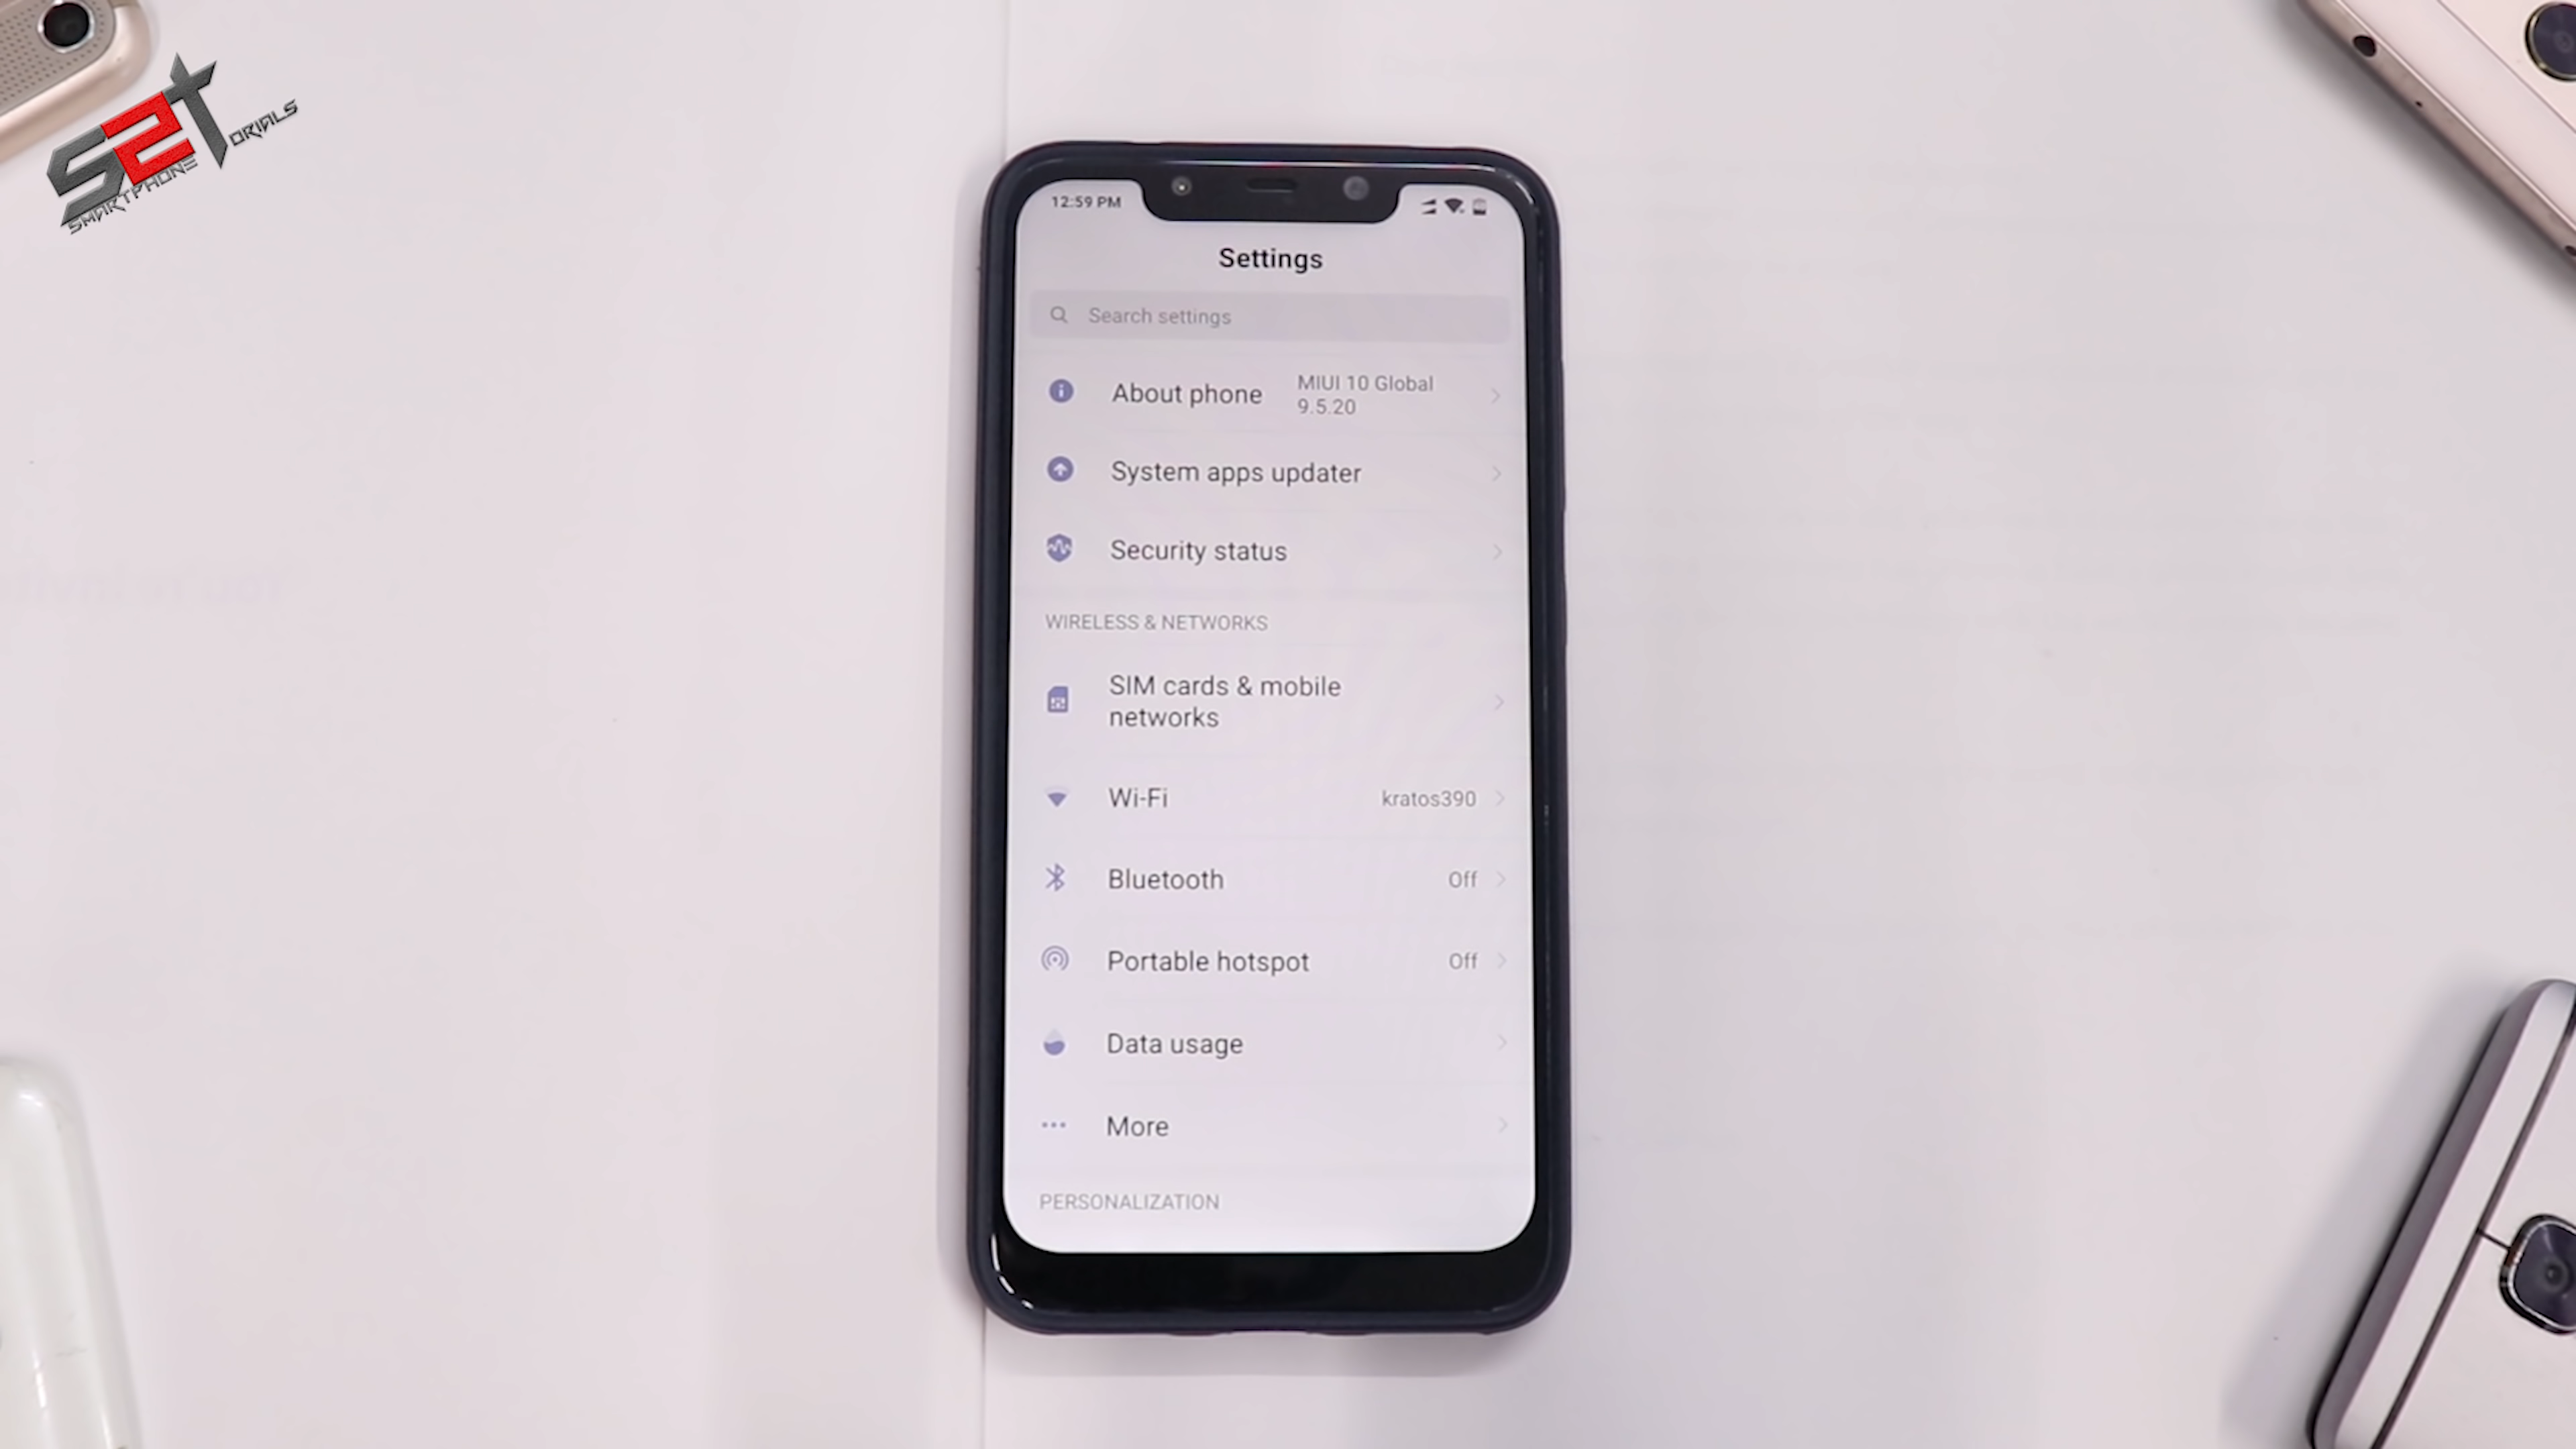 S2T
ORIALS
SMARTPHONE
12:59 PM
Settings
Search settings
About phone
MIUI 10 Global
9.5.20
System apps updater
Security status
WIRELESS & NETWORKS
SIM cards & mobile
networks
Wi-Fi
kratos390
Bluetooth
Off
Portable hotspot
Off
Data usage
More
PERSONALIZATION